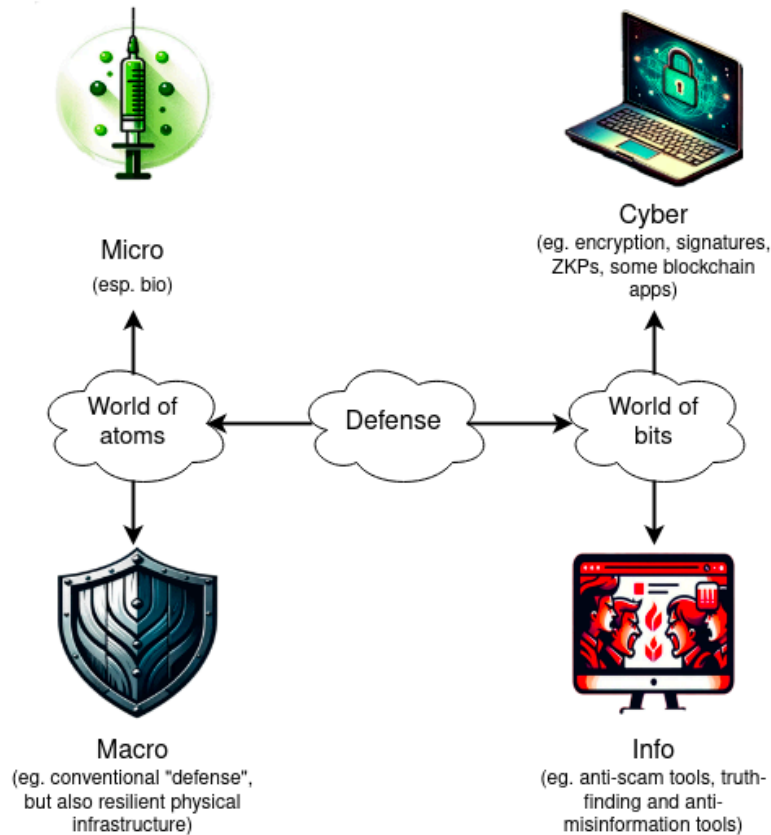 Micro
(esp. bio)
Cyber
(eg. encryption, signatures,
ZKPs, some blockchain
apps)
World of
atoms
Defense
World of
bits
Macro
(eg. conventional "defense",
but also resilient physical
infrastructure)
Info
(eg. anti-scam tools, truth-
finding and anti-
misinformation tools)